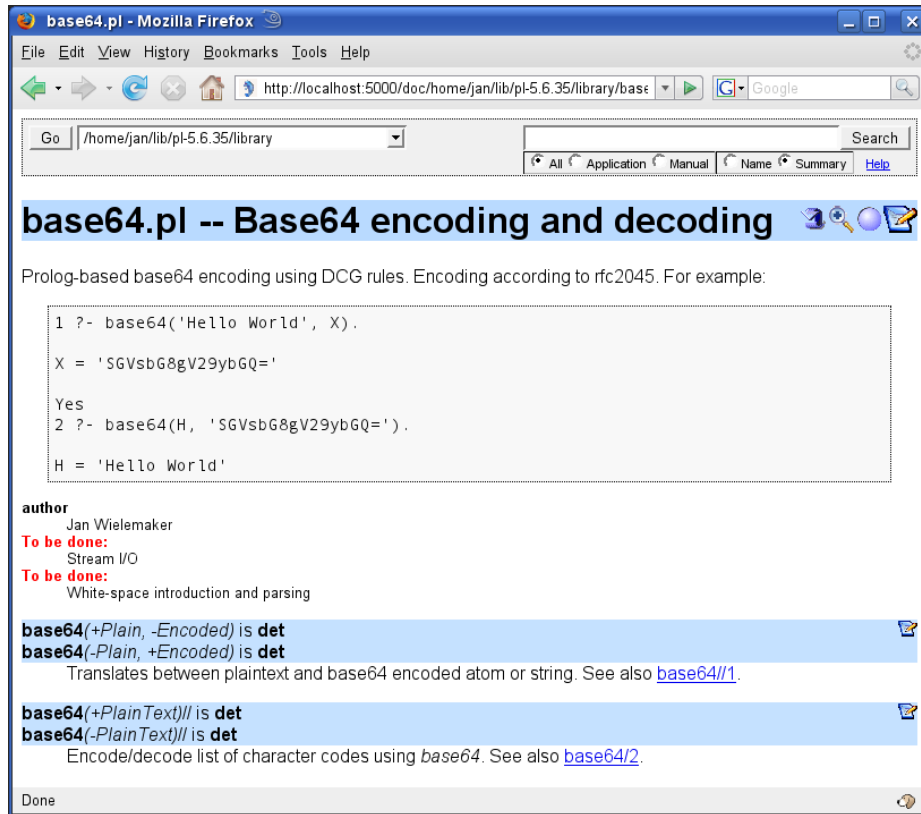 base64.pl - Mozilla Firefox
File Edit View History Bookmarks Tools Help
http://localhost:5000/doc/home/jan/lib/pl-5.6.35/library/base
G Google
Go /home/jan/lib/pl-5.6.35/library Search
All Application Manual Name Summary Help
base64.pl -- Base64 encoding and decoding
Prolog-based base64 encoding using DCG rules. Encoding according to rfc2045. For example:
1 ?- base64('Hello World', X).
X = 'SGVsbG8gV29ybGQ='
Yes
2 ?- base64(H, 'SGVsbG8gV29ybGQ=').
H = 'Hello World'
author
Jan Wielemaker
To be done:
Stream I/O
To be done:
White-space introduction and parsing
base64(+Plain, -Encoded) is det
base64(-Plain, +Encoded) is det
Translates between plaintext and base64 encoded atom or string. See also base64//1.
base64(+PlainText)// is det
base64(-PlainText)// is det
Encode/decode list of character codes using base64. See also base64/2.
Done